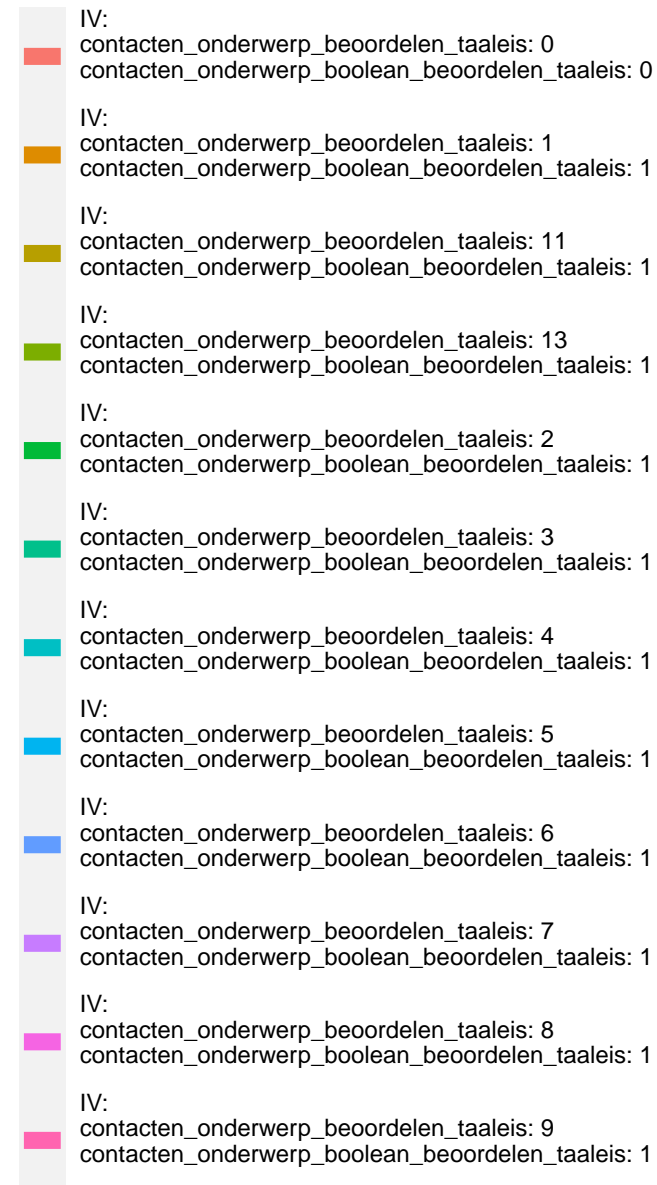 IV:
contacten_onderwerp_beoordelen_taaleis: 0
contacten_onderwerp_boolean_beoordelen_taaleis: 0
IV:
contacten_onderwerp_beoordelen_taaleis: 1
contacten_onderwerp_boolean_beoordelen_taaleis: 1
IV:
contacten_onderwerp_beoordelen_taaleis: 11
contacten_onderwerp_boolean_beoordelen_taaleis: 1
IV:
contacten_onderwerp_beoordelen_taaleis: 13
contacten_onderwerp_boolean_beoordelen_taaleis: 1
IV:
contacten_onderwerp_beoordelen_taaleis: 2
contacten_onderwerp_boolean_beoordelen_taaleis: 1
IV:
contacten_onderwerp_beoordelen_taaleis: 3
contacten_onderwerp_boolean_beoordelen_taaleis: 1
IV:
contacten_onderwerp_beoordelen_taaleis: 4
contacten_onderwerp_boolean_beoordelen_taaleis: 1
IV:
contacten_onderwerp_beoordelen_taaleis: 5
contacten_onderwerp_boolean_beoordelen_taaleis: 1
IV:
contacten_onderwerp_beoordelen_taaleis: 6
contacten_onderwerp_boolean_beoordelen_taaleis: 1
IV:
contacten_onderwerp_beoordelen_taaleis: 7
contacten_onderwerp_boolean_beoordelen_taaleis: 1
IV:
contacten_onderwerp_beoordelen_taaleis: 8
contacten_onderwerp_boolean_beoordelen_taaleis: 1
IV:
contacten_onderwerp_beoordelen_taaleis: 9
contacten_onderwerp_boolean_beoordelen_taaleis: 1